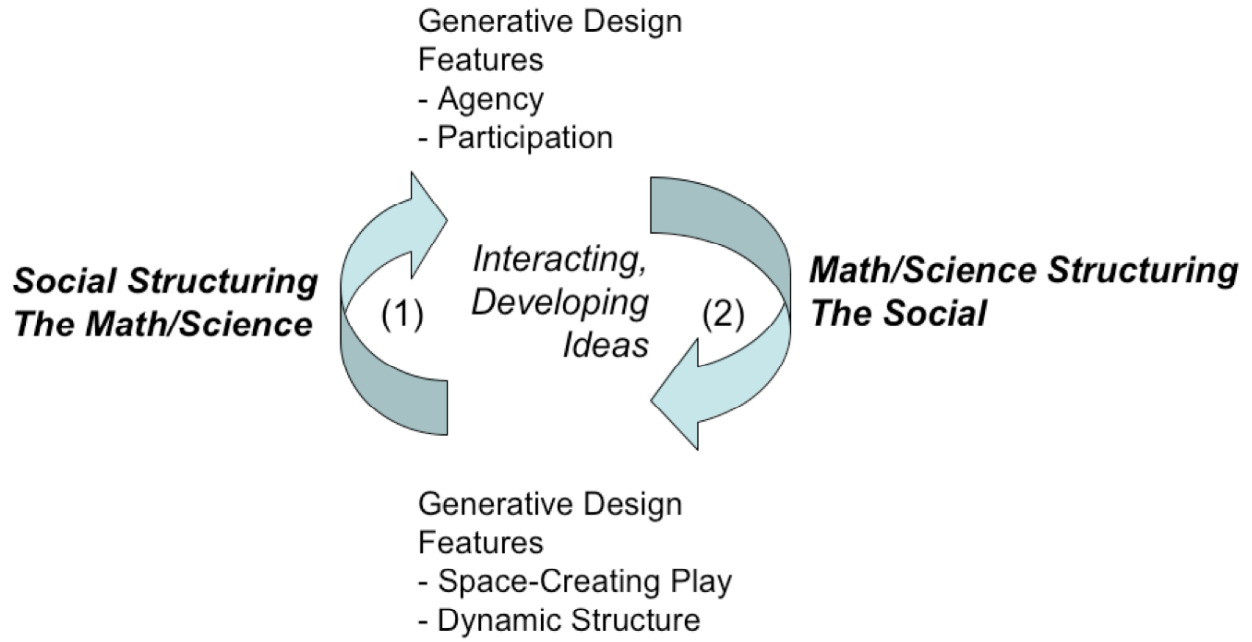 Generative Design
Features
- Agency
- Participation
Social Structuring
The Math/Science
(1)
Interacting,
Developing
Ideas
(2)
Math/Science Structuring
The Social
Generative Design
Features
- Space-Creating Play
- Dynamic Structure